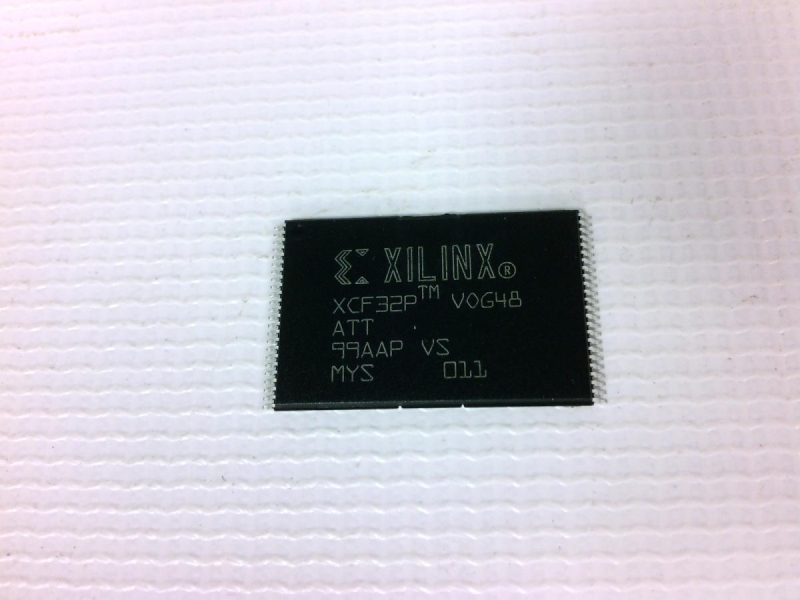 XILINX®
XCF32P™ VOG48
ATT
99AAP VS
MYS 011